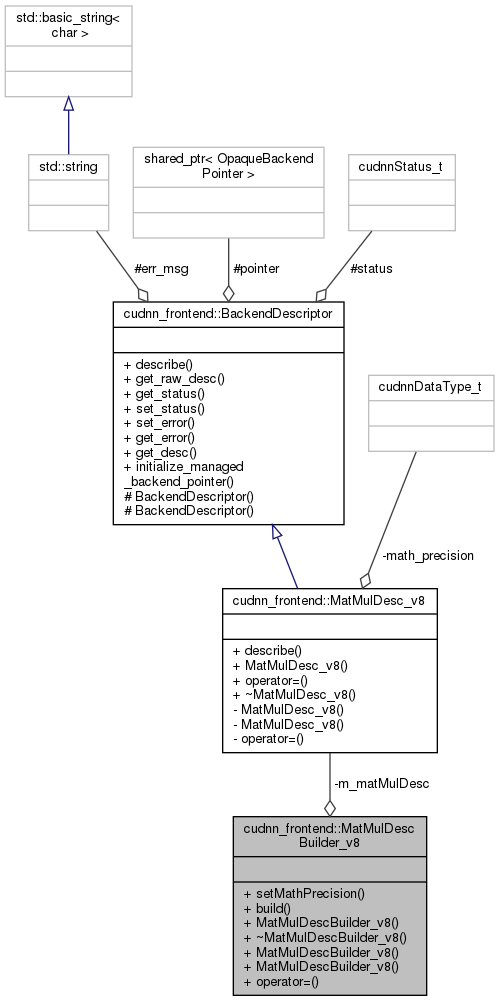 std::basic_string<
char >
std::string
shared_ptr< OpaqueBackend
Pointer >
cudnnStatus_t
#err_msg
#pointer
#status
cudnn_frontend::BackendDescriptor
+ describe()
+ get_raw_desc()
+ get_status()
+ set_status()
+ set_error()
+ get_error()
+ get_desc()
+ initialize_managed
_backend_pointer()
# BackendDescriptor()
# BackendDescriptor()
cudnnDataType_t
-math_precision
cudnn_frontend::MatMulDesc_v8
+ describe()
+ MatMulDesc_v8()
+ operator=()
+ ~MatMulDesc_v8()
- MatMulDesc_v8()
- MatMulDesc_v8()
- operator=()
-m_matMulDesc
cudnn_frontend::MatMulDesc
Builder_v8
+ setMathPrecision()
+ build()
+ MatMulDescBuilder_v8()
+ ~MatMulDescBuilder_v8()
+ MatMulDescBuilder_v8()
+ MatMulDescBuilder_v8()
+ operator=()